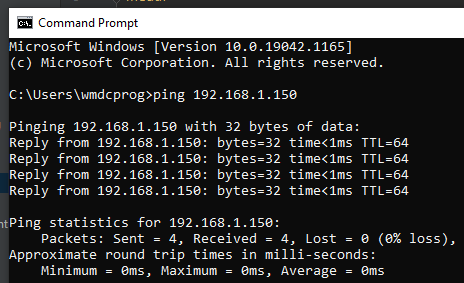 Command Prompt
Microsoft Windows [Version 10.0.19042.1165]
(c) Microsoft Corporation. All rights reserved.
C:\Users\wmdcprog>ping 192.168.1.150
Pinging 192.168.1.150 with 32 bytes of data:
Reply from 192.168.1.150: bytes=32 time<1ms TTL=64
Reply from 192.168.1.150: bytes=32 time<1ms TTL=64
Reply from 192.168.1.150: bytes=32 time<1ms TTL=64
Reply from 192.168.1.150: bytes=32 time<1ms TTL=64
Ping statistics for 192.168.1.150:
Packets: Sent = 4, Received = 4, Lost = 0 (0% loss),
Approximate round trip times in milli-seconds:
Minimum = 0ms, Maximum = 0ms, Average = 0ms